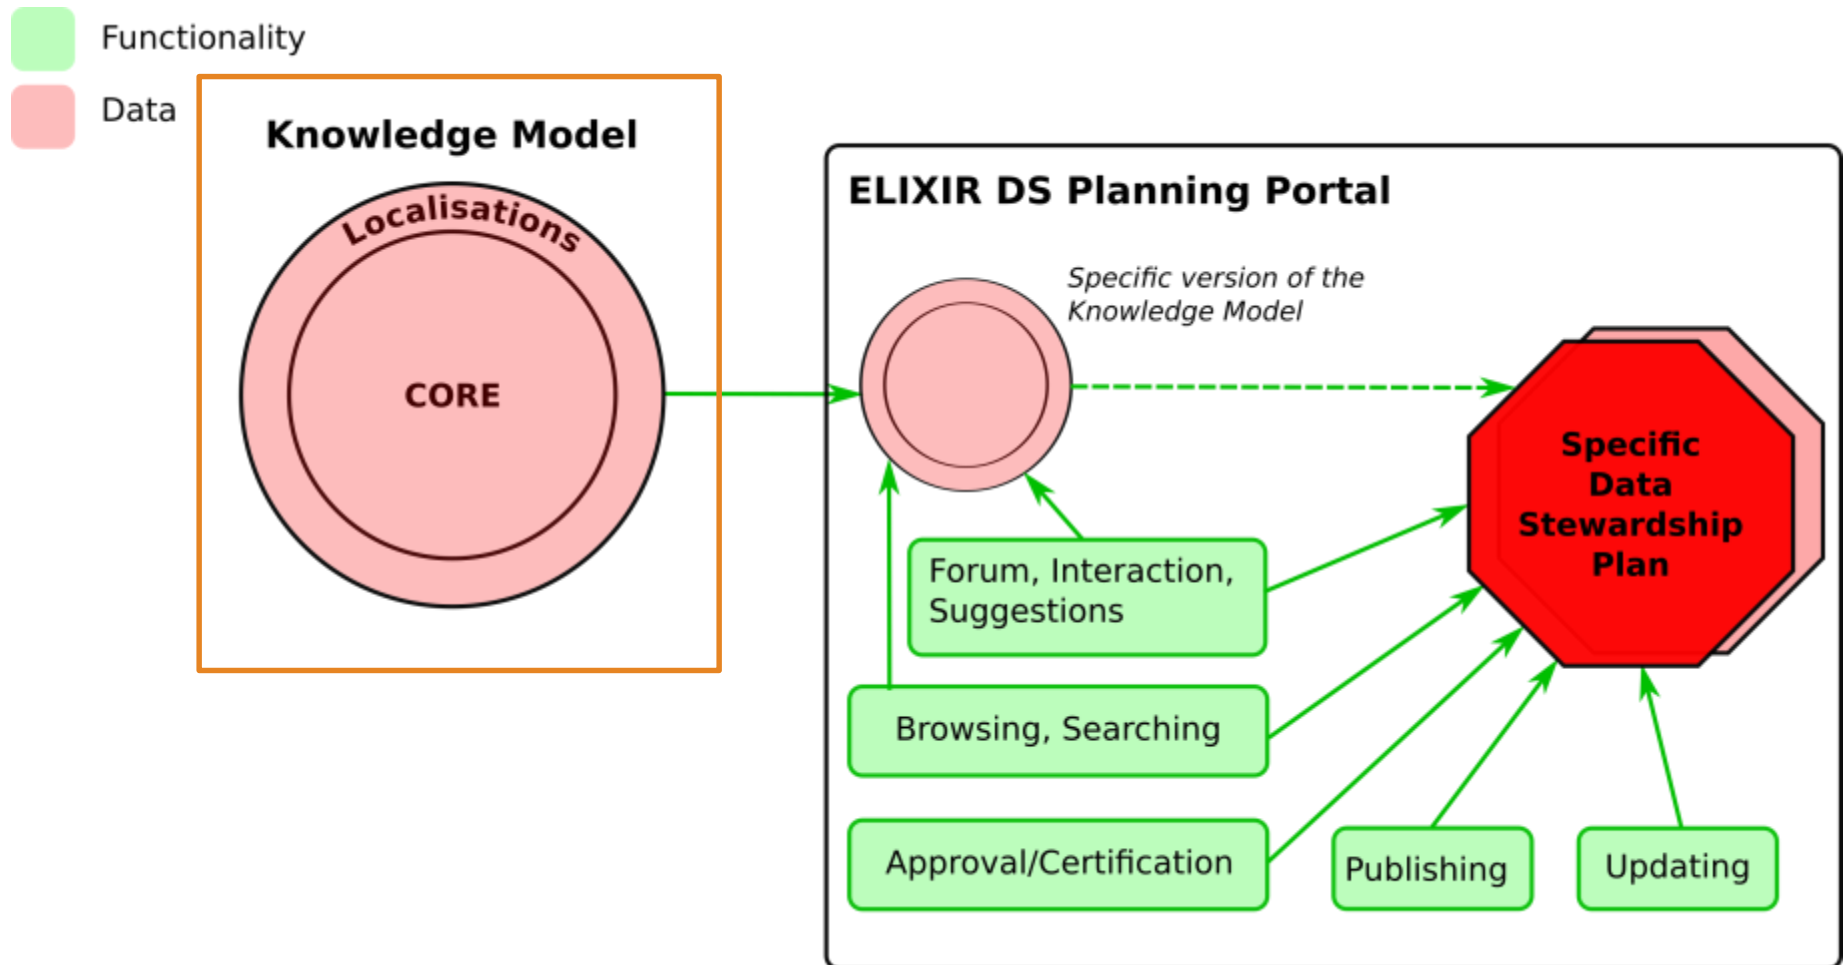 Functionality
Data
Knowledge Model
Localisations
CORE
ELIXIR DS Planning Portal
Specific version of the
Knowledge Model
Specific
Data
Stewardship
Plan
Forum, Interaction,
Suggestions
Browsing, Searching
Approval/Certification
Publishing
Updating